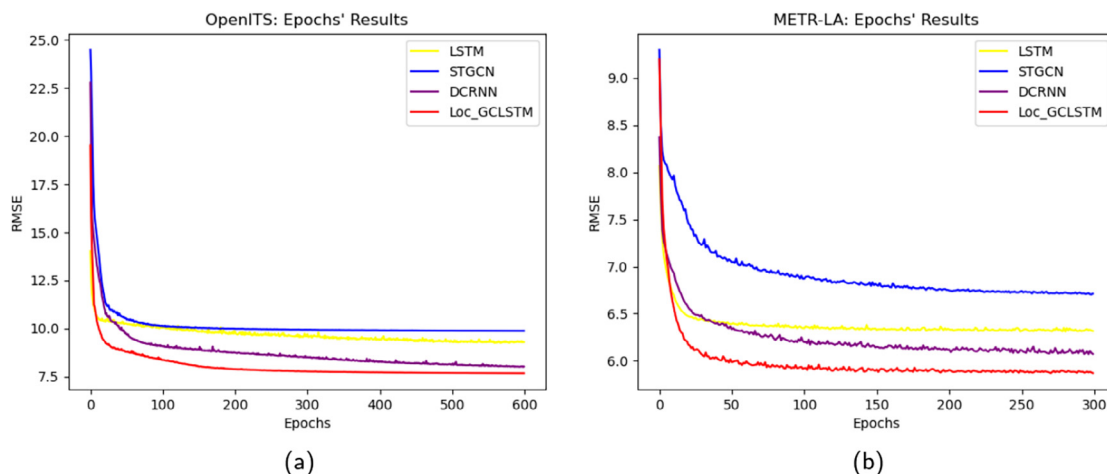 OpenITS: Epochs' Results
25.0
22.5
20.0
17.5
15.0
12.5
10.0
7.5
RMSE
LSTM
STGCN
DCRNN
Loc_GCLSTM
0 100 200 300 400 500 600
Epochs
(a)
METR-LA: Epochs' Results
9.0
8.5
8.0
7.5
7.0
6.5
6.0
RMSE
LSTM
STGCN
DCRNN
Loc_GCLSTM
0 50 100 150 200 250 300
Epochs
(b)